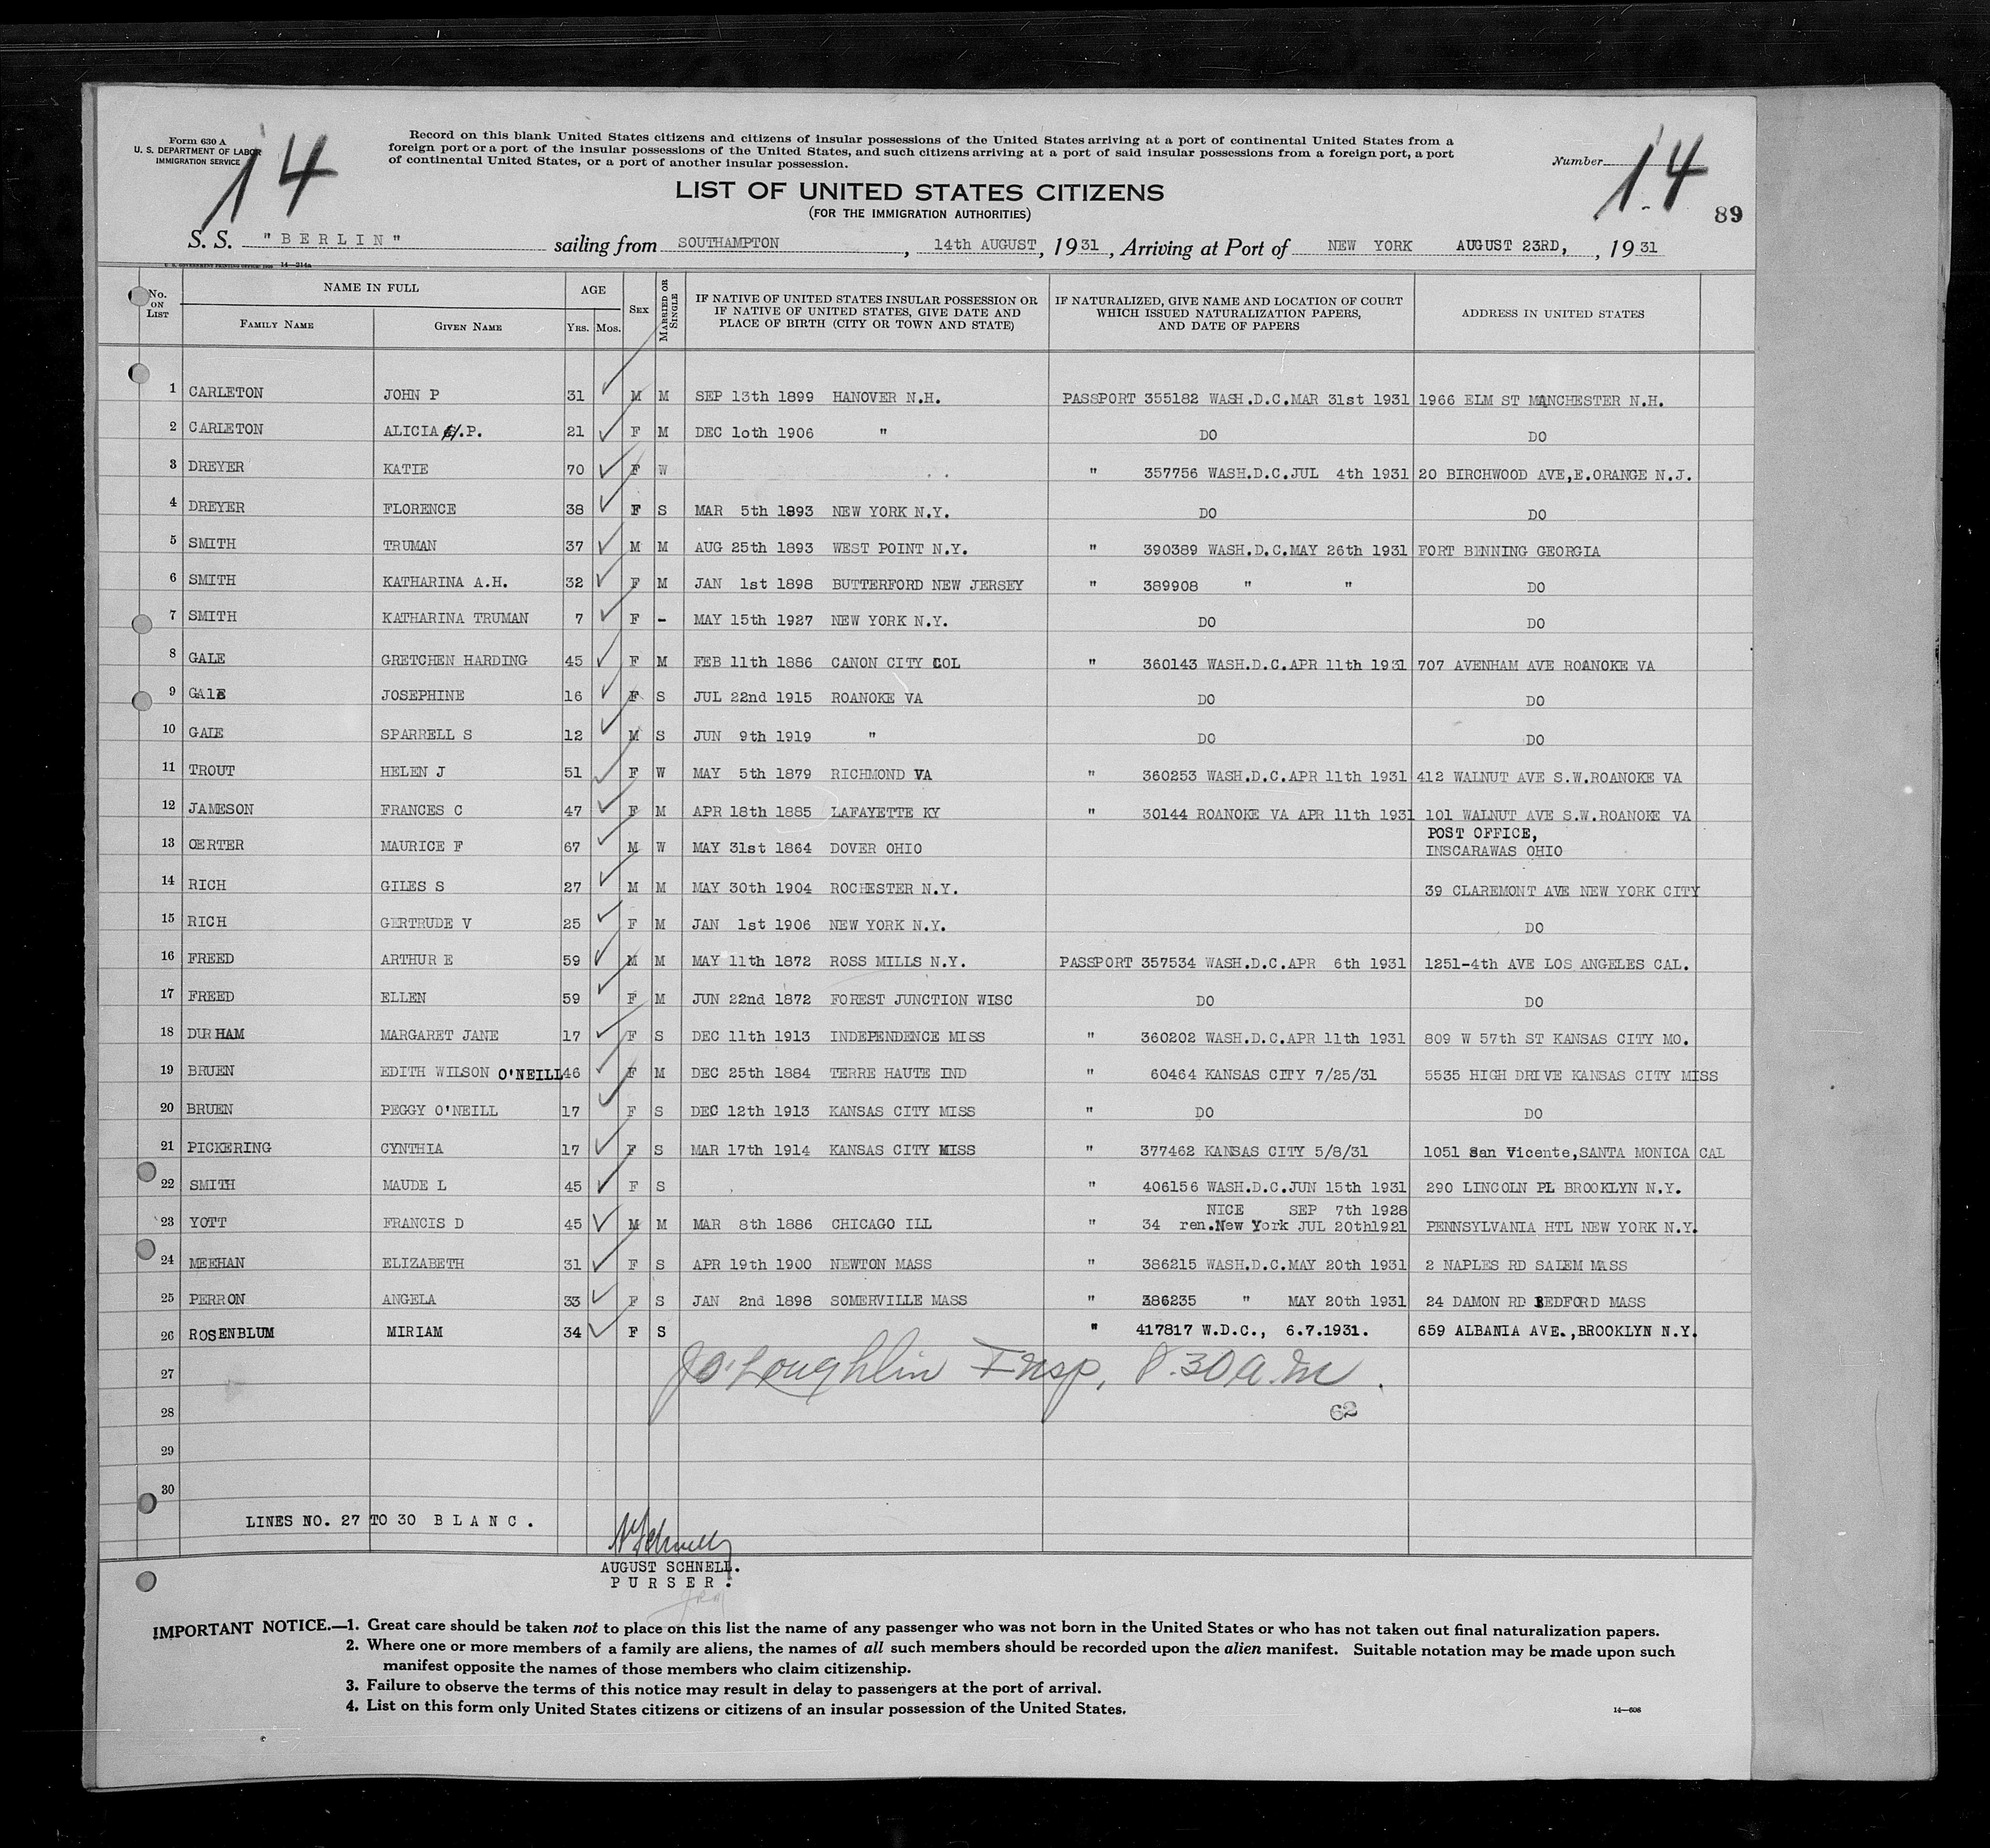 Form 630 A
U. S. DEPARTMENT OF LABOR
IMMIGRATION SERVICE
14
Record on this blank United States citizens and citizens of insular possessions of the United States arriving at a port of continental United States from a
foreign port or a port of the insular possessions of the United States, and such citizens arriving at a port of said insular possessions from a foreign port, a port
of continental United States, or a port of another insular possession.
Number 14
89
LIST OF UNITED STATES CITIZENS
(FOR THE IMMIGRATION AUTHORITIES)
S. S. "BERLIN" sailing from SOUTHAMPTON, 14th AUGUST, 1931, Arriving at Port of NEW YORK AUGUST 23RD, , 1931
14—214a
No. ON LIST
NAME IN FULL
FAMILY NAME
GIVEN NAME
AGE
YRS. MOS.
SEX
MARRIED OR SINGLE
IF NATIVE OF UNITED STATES INSULAR POSSESSION OR
IF NATIVE OF UNITED STATES, GIVE DATE AND
PLACE OF BIRTH (CITY OR TOWN AND STATE)
IF NATURALIZED, GIVE NAME AND LOCATION OF COURT
WHICH ISSUED NATURALIZATION PAPERS,
AND DATE OF PAPERS
ADDRESS IN UNITED STATES
1 CARLETON JOHN P 31 M M SEP 13th 1899 HANOVER N.H. PASSPORT 355182 WASH.D.C.MAR 31st 1931 1966 ELM ST MANCHESTER N.H.
2 CARLETON ALICIA .P. 21 F M DEC 1oth 1906 " DO DO
3 DREYER KATIE 70 F W " 357756 WASH.D.C.JUL 4th 1931 20 BIRCHWOOD AVE,E.ORANGE N.J.
4 DREYER FLORENCE 38 F S MAR 5th 1893 NEW YORK N.Y. DO DO
5 SMITH TRUMAN 37 M M AUG 25th 1893 WEST POINT N.Y. " 390389 WASH.D.C.MAY 26th 1931 FORT BENNING GEORGIA
6 SMITH KATHARINA A.H. 32 F M JAN 1st 1898 BUTTERFORD NEW JERSEY " 389908 " " DO
7 SMITH KATHARINA TRUMAN 7 F - MAY 15th 1927 NEW YORK N.Y. DO DO
8 GALE GRETCHEN HARDING 45 F M FEB 11th 1886 CANON CITY COL " 360143 WASH.D.C.APR 11th 1931 707 AVENHAM AVE ROANOKE VA
9 GALE JOSEPHINE 16 F S JUL 22nd 1915 ROANOKE VA DO DO
10 GALE SPARRELL S 12 M S JUN 9th 1919 " DO DO
11 TROUT HELEN J 51 F W MAY 5th 1879 RICHMOND VA " 360253 WASH.D.C.APR 11th 1931 412 WALNUT AVE S.W.ROANOKE VA
12 JAMESON FRANCES C 47 F M APR 18th 1885 LAFAYETTE KY " 30144 ROANOKE VA APR 11th 1931 101 WALNUT AVE S.W.ROANOKE VA
POST OFFICE,
13 OERTER MAURICE F 67 M W MAY 31st 1864 DOVER OHIO INSCARAWAS OHIO
14 RICH GILES S 27 M M MAY 30th 1904 ROCHESTER N.Y. 39 CLAREMONT AVE NEW YORK CITY
15 RICH GERTRUDE V 25 F M JAN 1st 1906 NEW YORK N.Y. DO
16 FREED ARTHUR E 59 M M MAY 11th 1872 ROSS MILLS N.Y. PASSPORT 357534 WASH.D.C.APR 6th 1931 1251-4th AVE LOS ANGELES CAL.
17 FREED ELLEN 59 F M JUN 22nd 1872 FOREST JUNCTION WISC DO DO
18 DURHAM MARGARET JANE 17 F S DEC 11th 1913 INDEPENDENCE MISS " 360202 WASH.D.C.APR 11th 1931 809 W 57th ST KANSAS CITY MO.
19 BRUEN EDITH WILSON O'NEILL 46 F M DEC 25th 1884 TERRE HAUTE IND " 60464 KANSAS CITY 7/25/31 5535 HIGH DRIVE KANSAS CITY MISS
20 BRUEN PEGGY O'NEILL 17 F S DEC 12th 1913 KANSAS CITY MISS " DO DO
21 PICKERING CYNTHIA 17 F S MAR 17th 1914 KANSAS CITY MISS " 377462 KANSAS CITY 5/8/31 1051 San Vicente,SANTA MONICA CAL
22 SMITH MAUDE L 45 F S " 406156 WASH.D.C.JUN 15th 1931 290 LINCOLN PL BROOKLYN N.Y.
NICE SEP 7th 1928
23 YOTT FRANCIS D 45 M M MAR 8th 1886 CHICAGO ILL " 34 ren.New York JUL 20th1921 PENNSYLVANIA HTL NEW YORK N.Y.
24 MEEHAN ELIZABETH 31 F S APR 19th 1900 NEWTON MASS " 386215 WASH.D.C.MAY 20th 1931 2 NAPLES RD SALEM MASS
25 PERRON ANGELA 33 F S JAN 2nd 1898 SOMERVILLE MASS " 386235 " MAY 20th 1931 24 DAMON RD BEDFORD MASS
26 ROSENBLUM MIRIAM 34 F S " 417817 W.D.C., 6.7.1931. 659 ALBANIA AVE.,BROOKLYN N.Y.
27 Jo'Loughlin Insp, 8.30 a.m.
28 62
29
30
LINES NO. 27 TO 30 BLANC.
A Schnell
AUGUST SCHNELL.
PURSER.
IMPORTANT NOTICE.—1. Great care should be taken not to place on this list the name of any passenger who was not born in the United States or who has not taken out final naturalization papers.
2. Where one or more members of a family are aliens, the names of all such members should be recorded upon the alien manifest. Suitable notation may be made upon such
manifest opposite the names of those members who claim citizenship.
3. Failure to observe the terms of this notice may result in delay to passengers at the port of arrival.
4. List on this form only United States citizens or citizens of an insular possession of the United States.
14—606